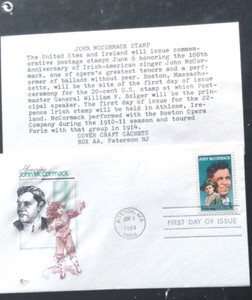 JOHN McCORMACK STAMP
The United Stes and Ireland will issue commem-
orative postage stamps June 6 honoring the 100th
anniversary of Irish-American singer John McCor-
mack, one of opera's greatest tenors and a perf-
ormer of ballads without peer. Boston, Massachu-
setts, will be the site of the first day of issue
ceremony for the 20-cent U.S. stamp at which Post-
master General William F. Bolger will be the prin-
cipal speaker. The first day of issue for the 22-
pence Irish stamp will be held in Athlone, Ire-
land. McCormack performed with the Boston Opera
Company during the 1910-11 season and toured
Paris with that group in 1914.
COVER CRAFT CACHETS
BOX AA, Paterson NJ
John McCormack
JOHN McCORMACK
BOSTON, MA
JUN 6
1984
FIRST DAY OF ISSUE